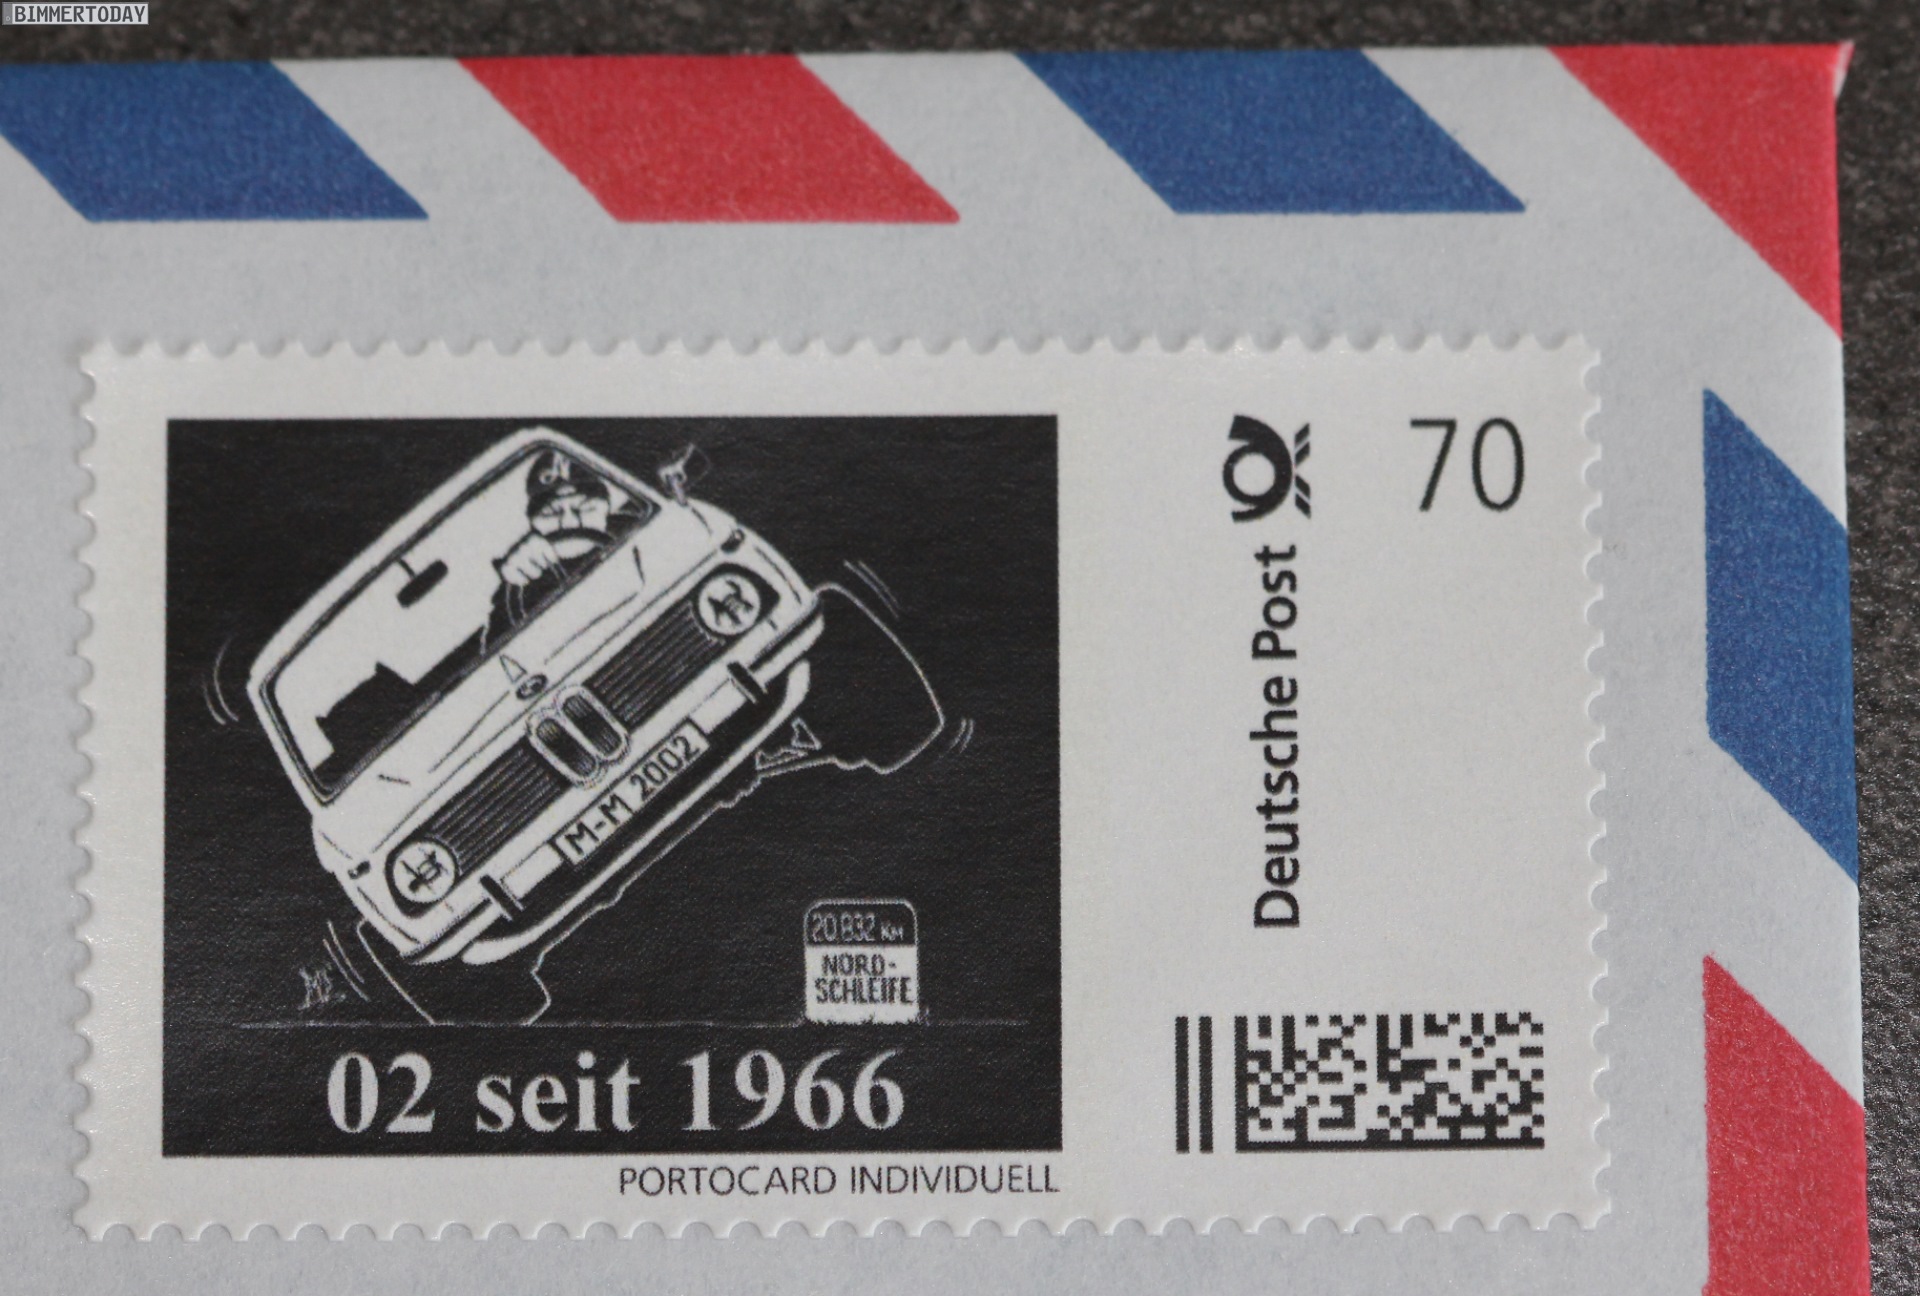 BIMMERTODAY
70
Deutsche Post
M-M 2002
20.832 KM
NORD-
SCHLEIFE
02 seit 1966
PORTOCARD INDIVIDUELL